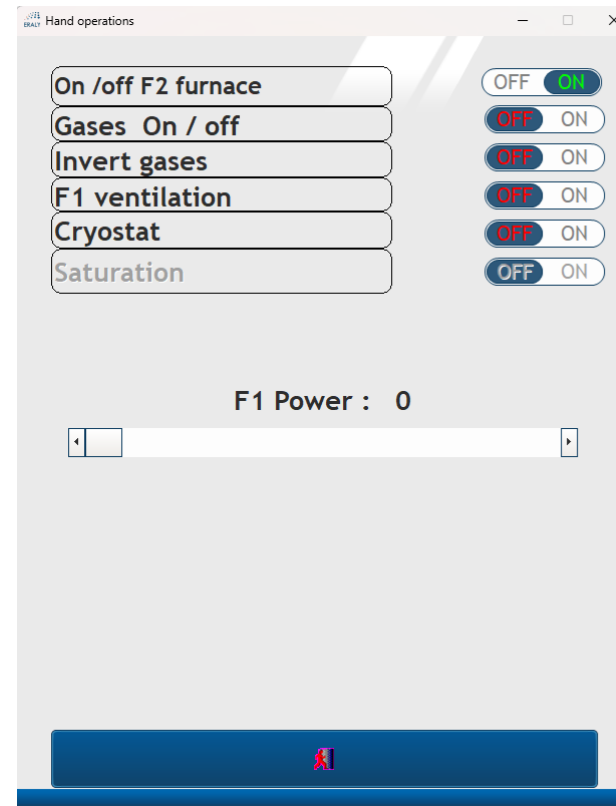 ERALY Hand operations
On /off F2 furnace OFF ON
Gases On / off OFF ON
Invert gases OFF ON
F1 ventilation OFF ON
Cryostat OFF ON
Saturation OFF ON
F1 Power : 0